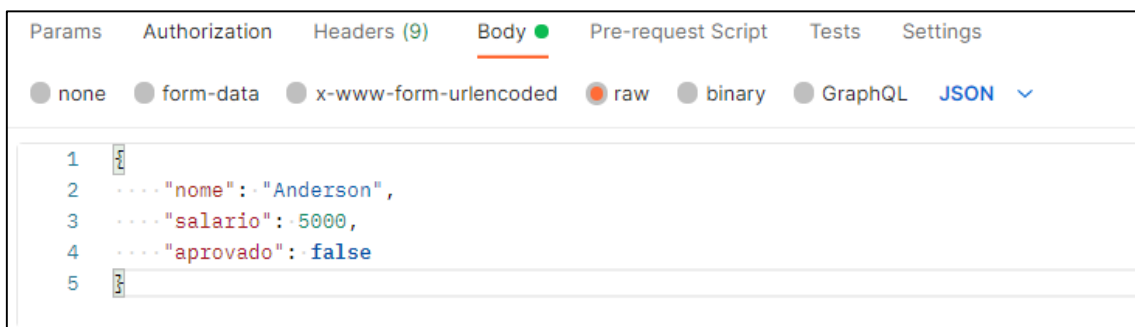 Params Authorization Headers (9) Body Pre-request Script Tests Settings
none form-data x-www-form-urlencoded raw binary GraphQL JSON
1 {
2 "nome": "Anderson",
3 "salario": 5000,
4 "aprovado": false
5 }